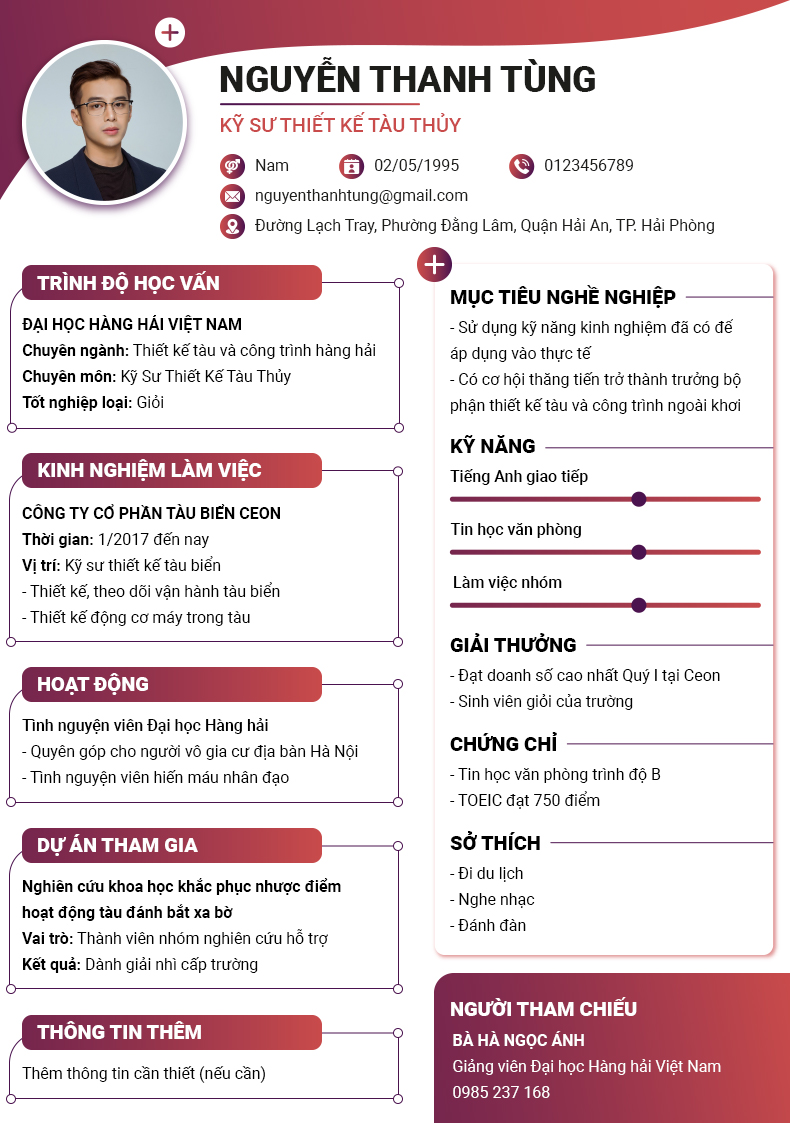 NGUYỄN THANH TÙNG
KỸ SƯ THIẾT KẾ TÀU THỦY
Nam
02/05/1995
0123456789
nguyenthanhtung@gmail.com
Đường Lạch Tray, Phường Đằng Lâm, Quận Hải An, TP. Hải Phòng
TRÌNH ĐỘ HỌC VẤN
ĐẠI HỌC HÀNG HẢI VIỆT NAM
Chuyên ngành: Thiết kế tàu và công trình hàng hải
Chuyên môn: Kỹ Sư Thiết Kế Tàu Thủy
Tốt nghiệp loại: Giỏi
KINH NGHIỆM LÀM VIỆC
CÔNG TY CỔ PHẦN TÀU BIỂN CEON
Thời gian: 1/2017 đến nay
Vị trí: Kỹ sư thiết kế tàu biển
- Thiết kế, theo dõi vận hành tàu biển
- Thiết kế động cơ máy trong tàu
HOẠT ĐỘNG
Tình nguyện viên Đại học Hàng hải
- Quyên góp cho người vô gia cư địa bàn Hà Nội
- Tình nguyện viên hiến máu nhân đạo
DỰ ÁN THAM GIA
Nghiên cứu khoa học khắc phục nhược điểm
hoạt động tàu đánh bắt xa bờ
Vai trò: Thành viên nhóm nghiên cứu hỗ trợ
Kết quả: Dành giải nhì cấp trường
THÔNG TIN THÊM
Thêm thông tin cần thiết (nếu cần)
MỤC TIÊU NGHỀ NGHIỆP
- Sử dụng kỹ năng kinh nghiệm đã có để
áp dụng vào thực tế
- Có cơ hội thăng tiến trở thành trưởng bộ
phận thiết kế tàu và công trình ngoài khơi
KỸ NĂNG
Tiếng Anh giao tiếp
Tin học văn phòng
Làm việc nhóm
GIẢI THƯỞNG
- Đạt doanh số cao nhất Quý I tại Ceon
- Sinh viên giỏi của trường
CHỨNG CHỈ
- Tin học văn phòng trình độ B
- TOEIC đạt 750 điểm
SỞ THÍCH
- Đi du lịch
- Nghe nhạc
- Đánh đàn
NGƯỜI THAM CHIẾU
BÀ HÀ NGỌC ÁNH
Giảng viên Đại học Hàng hải Việt Nam
0985 237 168